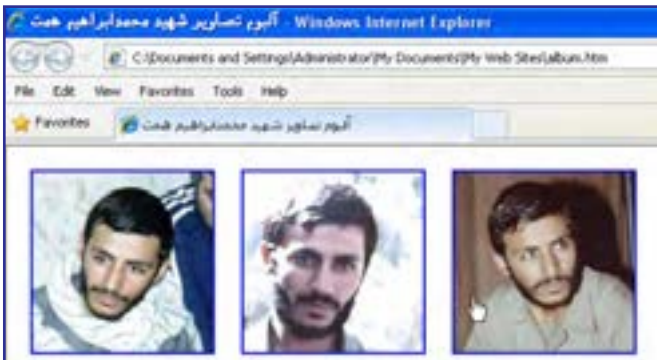 آلبوم تصاویر شهید محمدابراهیم همت - Windows Internet Explorer
C:\Documents and Settings\Administrator\My Documents\My Web Sites\album.htm
File Edit View Favorites Tools Help
Favorites آلبوم تصاویر شهید محمدابراهیم همت